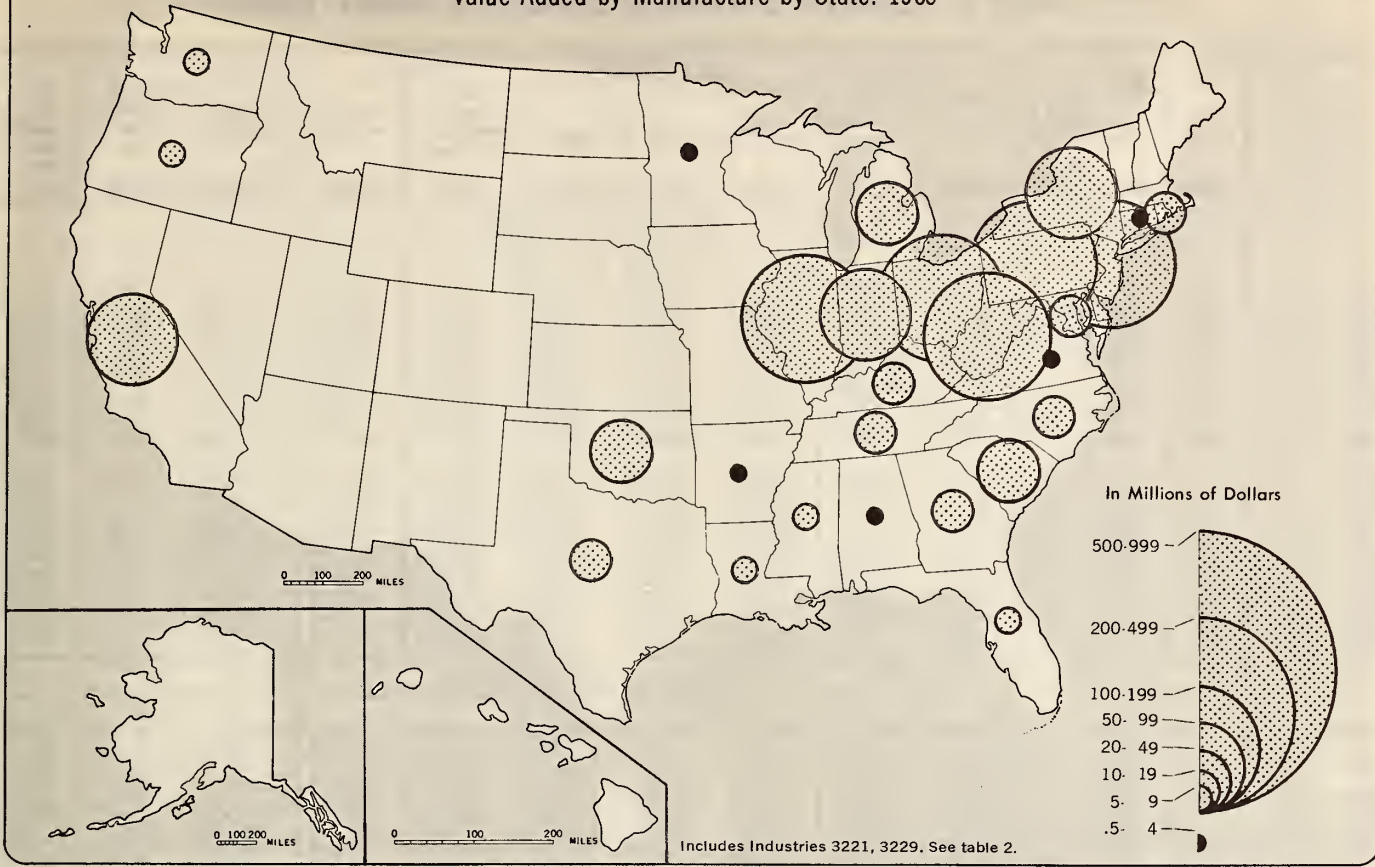 Value Added by Manufacture by State: 1963
In Millions of Dollars
500-999
200-499
100-199
50- 99
20- 49
10- 19
5- 9
.5- 4
0 100 200 MILES
0 100 200 MILES
0 100 200 MILES
Includes Industries 3221, 3229. See table 2.